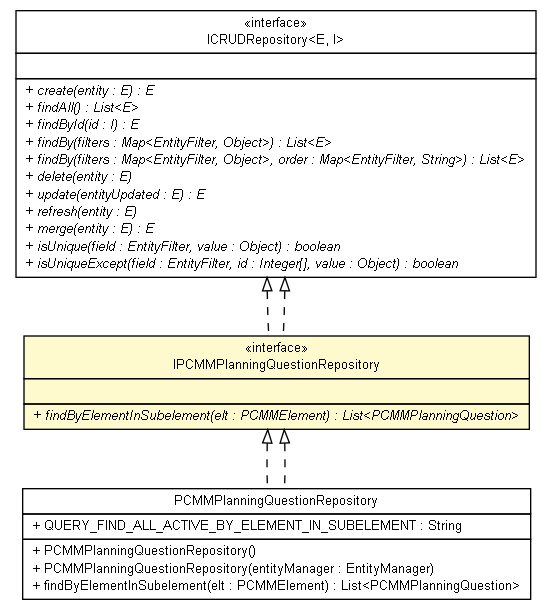 «interface»
ICRUDRepository<E, I>
+ create(entity : E) : E
+ findAll() : List<E>
+ findById(id : I) : E
+ findBy(filters : Map<EntityFilter, Object>) : List<E>
+ findBy(filters : Map<EntityFilter, Object>, order : Map<EntityFilter, String>) : List<E>
+ delete(entity : E)
+ update(entityUpdated : E) : E
+ refresh(entity : E)
+ merge(entity : E) : E
+ isUnique(field : EntityFilter, value : Object) : boolean
+ isUniqueExcept(field : EntityFilter, id : Integer[], value : Object) : boolean
«interface»
IPCMMPlanningQuestionRepository
+ findByElementInSubelement(elt : PCMMElement) : List<PCMMPlanningQuestion>
PCMMPlanningQuestionRepository
+ QUERY_FIND_ALL_ACTIVE_BY_ELEMENT_IN_SUBELEMENT : String
+ PCMMPlanningQuestionRepository()
+ PCMMPlanningQuestionRepository(entityManager : EntityManager)
+ findByElementInSubelement(elt : PCMMElement) : List<PCMMPlanningQuestion>